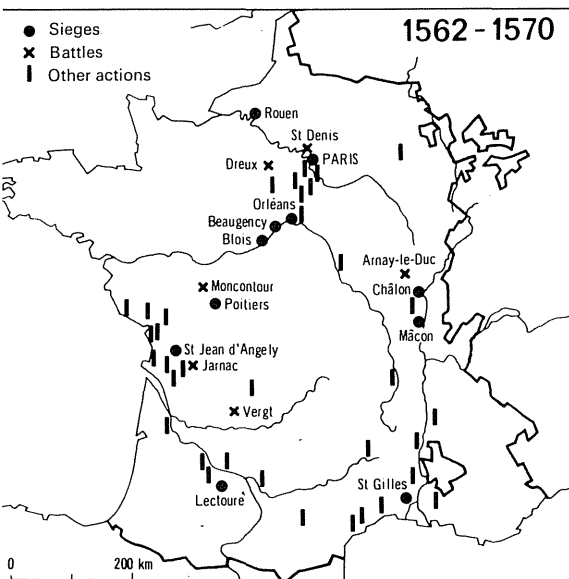 Sieges
Battles
Other actions
1562-1570
Rouen
St Denis
PARIS
Dreux
Orléans
Beaugency
Blois
Arnay-le-Duc
Moncontour
Châlon
Poitiers
Mâcon
St Jean d'Angely
Jarnac
Vergt
St Gilles
Lectoure
0 200 km